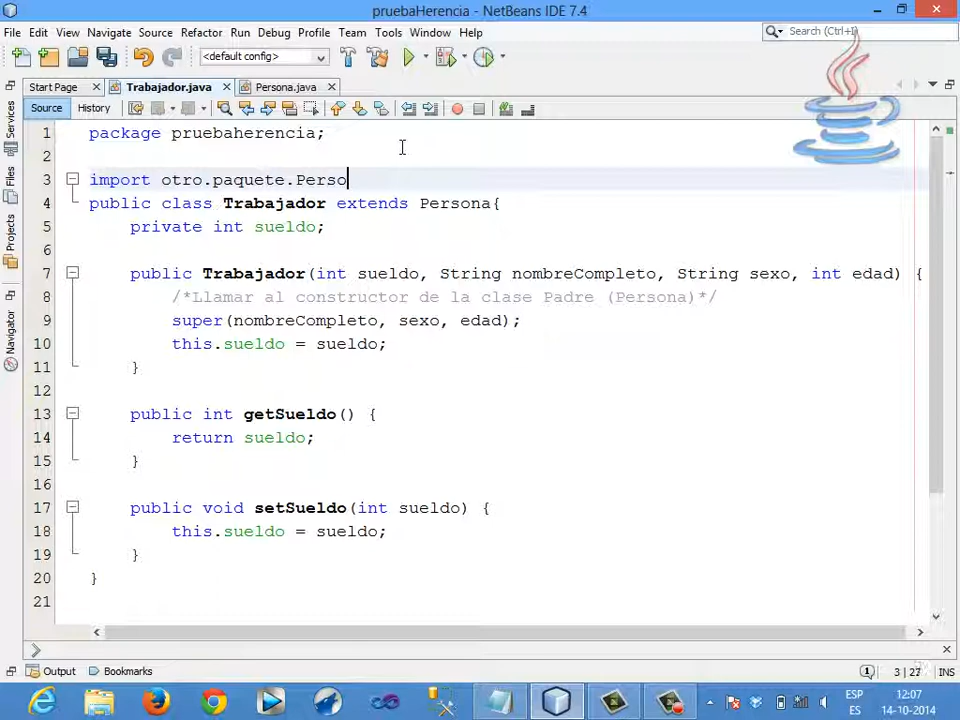 pruebaHerencia - NetBeans IDE 7.4
File Edit View Navigate Source Refactor Run Debug Profile Team Tools Window Help
Search (Ctrl+I)
<default config>
Start Page Trabajador.java Persona.java
Source History
1 package pruebaherencia;
2
3 import otro.paquete.Perso
4 public class Trabajador extends Persona{
5 private int sueldo;
6
7 public Trabajador(int sueldo, String nombreCompleto, String sexo, int edad) {
8 /*Llamar al constructor de la clase Padre (Persona)*/
9 super(nombreCompleto, sexo, edad);
10 this.sueldo = sueldo;
11 }
12
13 public int getSueldo() {
14 return sueldo;
15 }
16
17 public void setSueldo(int sueldo) {
18 this.sueldo = sueldo;
19 }
20 }
21
Services
Files
Projects
Navigator
Output Bookmarks
1 3 | 27 INS
ESP 12:07
ES 14-10-2014